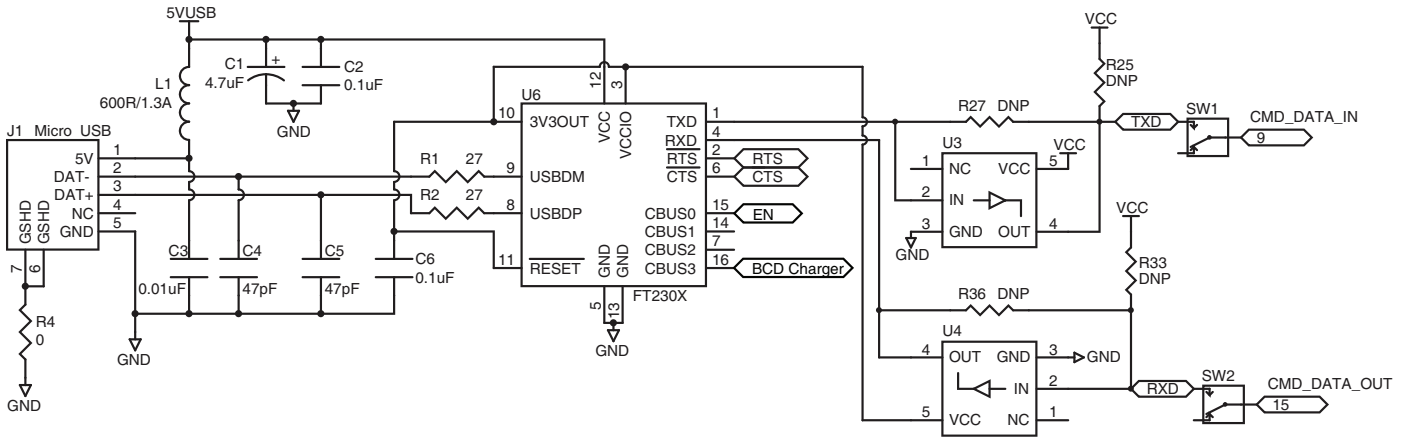 5VUSB
L1
600R/1.3A
C1
4.7uF
+
C2
0.1uF
GND
J1 Micro USB
5V 1
DAT- 2
DAT+ 3
NC 4
GND 5
GSHD
GSHD
7
6
R4
0
GND
C3
0.01uF
C4
47pF
C5
47pF
C6
0.1uF
GND
R1 27
R2 27
U6
12
3
10 3V3OUT
VCC
VCCIO
9 USBDM
8 USBDP
11 RESET
GND
GND
5
13
GND
FT230X
TXD 1
RXD 4
RTS 2 RTS
CTS 6 CTS
CBUS0 15 EN
CBUS1 14
CBUS2 7
CBUS3 16 BCD Charger
VCC
R25
DNP
R27 DNP
TXD
SW1
CMD_DATA_IN
9
U3
1 NC
2 IN
3 GND
GND
VCC 5
VCC
OUT 4
VCC
R33
DNP
R36 DNP
U4
4 OUT
GND 3 GND
IN 2
5 VCC
NC 1
RXD
SW2
CMD_DATA_OUT
15